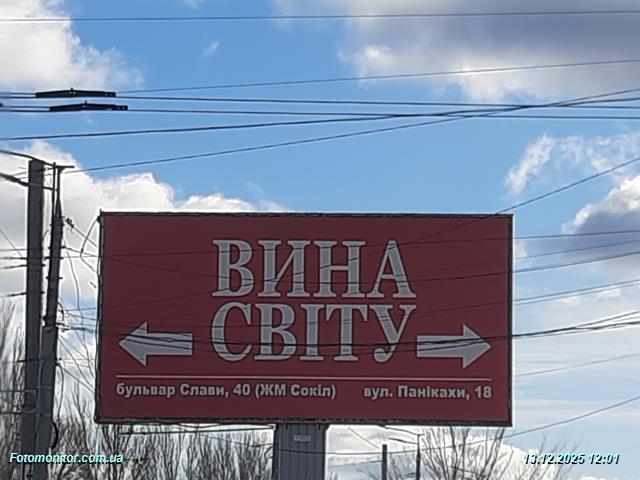 ВИНА
СВІТУ
бульвар Слави, 40 (ЖМ Сокіл) вул. Панікахи, 18
Fotomonitor.com.ua 13.12.2025 12:01